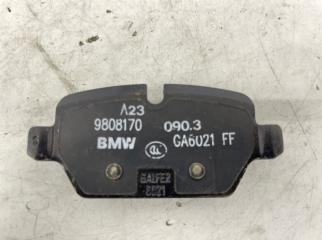 A23
9808170 090.3
BMW GA6021 FF
GALFER
6021